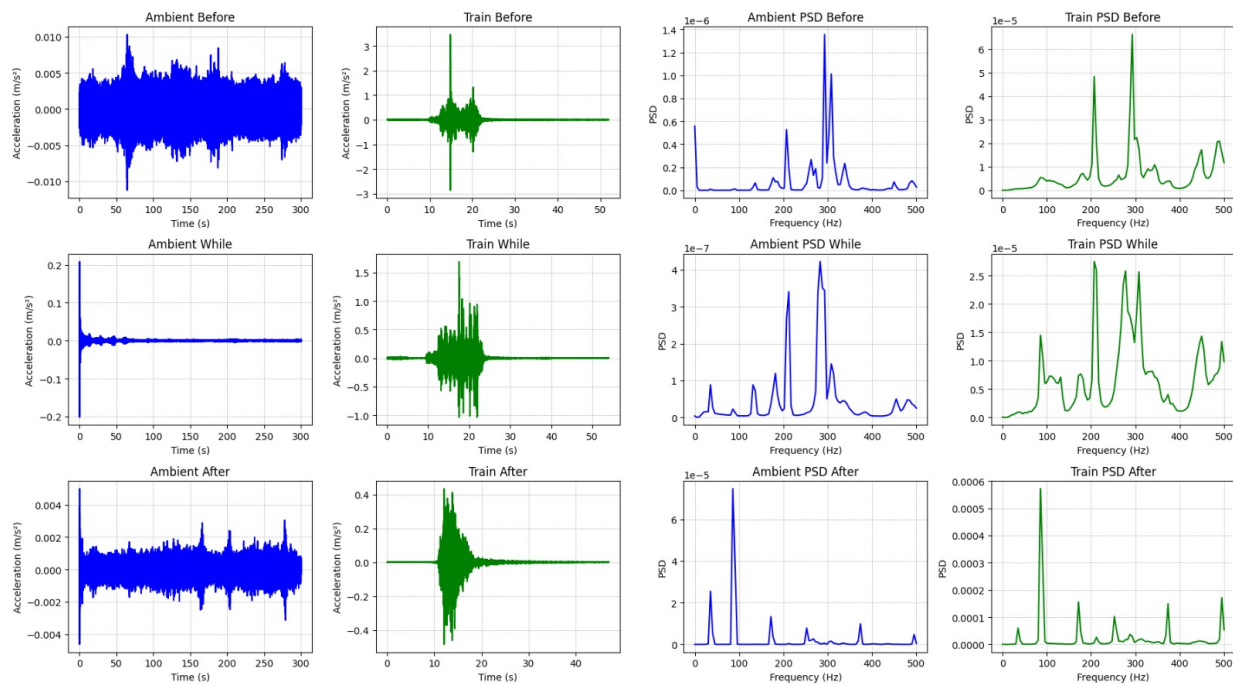 Ambient Before
Train Before
Ambient PSD Before
Train PSD Before
1e−6
1e−5
Acceleration (m/s²)
0.010
0.005
0.000
−0.005
−0.010
0 50 100 150 200 250 300
Time (s)
Acceleration (m/s²)
3
2
1
0
−1
−2
−3
0 10 20 30 40 50
Time (s)
PSD
1.4
1.2
1.0
0.8
0.6
0.4
0.2
0.0
0 100 200 300 400 500
Frequency (Hz)
PSD
6
5
4
3
2
1
0
0 100 200 300 400 500
Frequency (Hz)
Ambient While
Train While
Ambient PSD While
Train PSD While
1e−7
1e−5
Acceleration (m/s²)
0.2
0.1
0.0
−0.1
−0.2
0 50 100 150 200 250 300
Time (s)
Acceleration (m/s²)
1.5
1.0
0.5
0.0
−0.5
−1.0
0 10 20 30 40 50
Time (s)
PSD
4
3
2
1
0
0 100 200 300 400 500
Frequency (Hz)
PSD
2.5
2.0
1.5
1.0
0.5
0.0
0 100 200 300 400 500
Frequency (Hz)
Ambient After
Train After
Ambient PSD After
Train PSD After
1e−5
Acceleration (m/s²)
0.004
0.002
0.000
−0.002
−0.004
0 50 100 150 200 250 300
Time (s)
Acceleration (m/s²)
0.4
0.2
0.0
−0.2
−0.4
0 20 40
Time (s)
PSD
6
4
2
0
0 100 200 300 400 500
Frequency (Hz)
PSD
0.0006
0.0005
0.0004
0.0003
0.0002
0.0001
0.0000
0 100 200 300 400 500
Frequency (Hz)